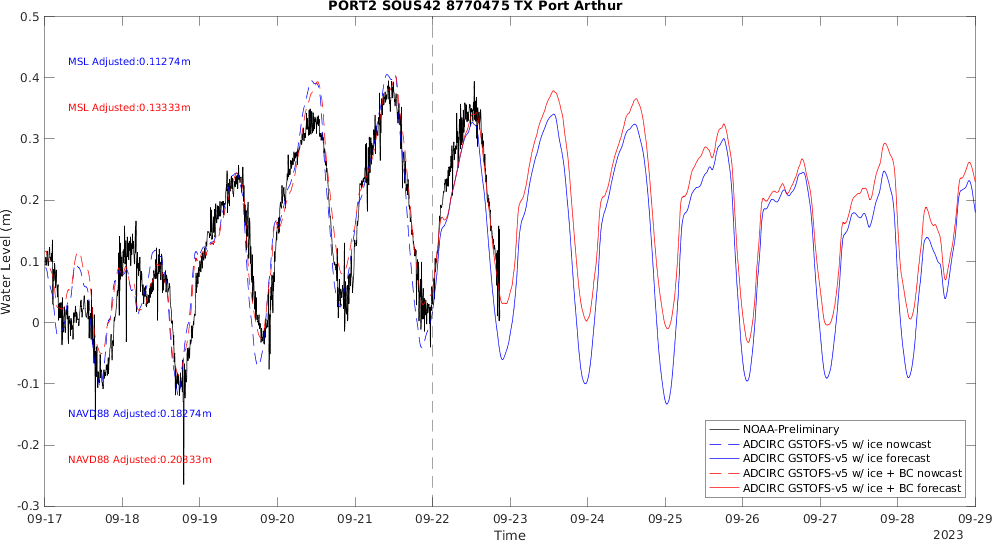 PORT2 SOUS42 8770475 TX Port Arthur
0.5
0.4
0.3
0.2
0.1
0
-0.1
-0.2
-0.3
Water Level (m)
MSL Adjusted:0.11274m
MSL Adjusted:0.13333m
NAVD88 Adjusted:0.18274m
NAVD88 Adjusted:0.20333m
NOAA-Preliminary
ADCIRC GSTOFS-v5 w/ ice nowcast
ADCIRC GSTOFS-v5 w/ ice forecast
ADCIRC GSTOFS-v5 w/ ice + BC nowcast
ADCIRC GSTOFS-v5 w/ ice + BC forecast
09-17 09-18 09-19 09-20 09-21 09-22 09-23 09-24 09-25 09-26 09-27 09-28 09-29
Time
2023